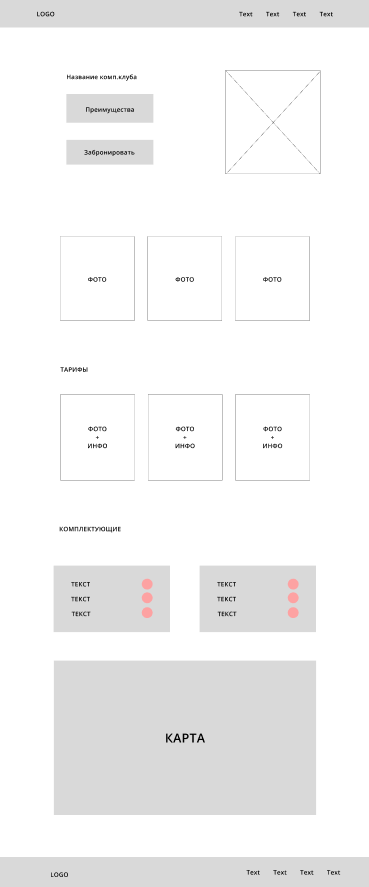 LOGO Text Text Text Text
Название комп.клуба
Преимущества
Забронировать
ФОТО ФОТО ФОТО
ТАРИФЫ
ФОТО ФОТО ФОТО
+ + +
ИНФО ИНФО ИНФО
КОМПЛЕКТУЮЩИЕ
ТЕКСТ ТЕКСТ
ТЕКСТ ТЕКСТ
ТЕКСТ ТЕКСТ
КАРТА
LOGO Text Text Text Text